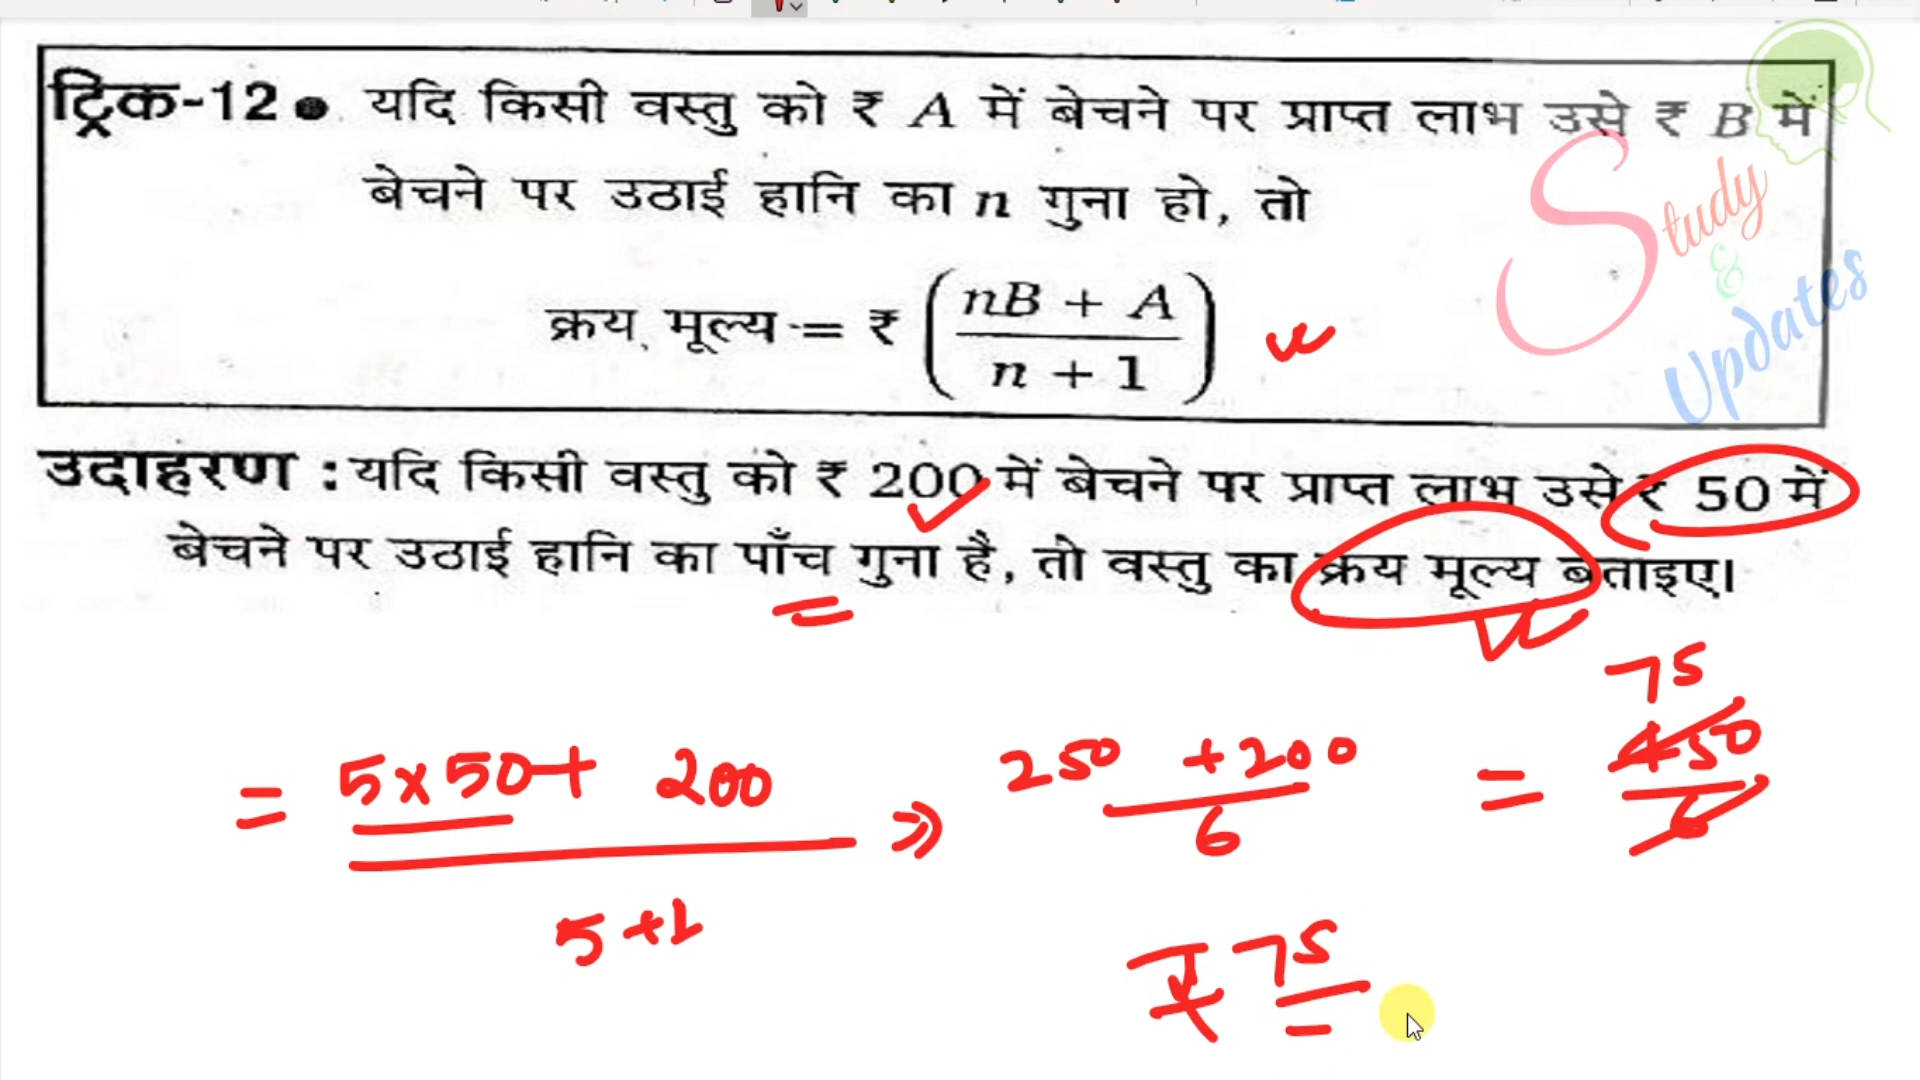 ट्रिक-12 • यदि किसी वस्तु को ₹ A में बेचने पर प्राप्त लाभ उसे ₹ B में
बेचने पर उठाई हानि का n गुना हो, तो
क्रय मूल्य = ₹ ( nB + A / n + 1 )
Study
&
Updates
उदाहरण : यदि किसी वस्तु को ₹ 200 में बेचने पर प्राप्त लाभ उसे ₹ 50 में
बेचने पर उठाई हानि का पाँच गुना है, तो वस्तु का क्रय मूल्य बताइए।
75
= 5×50+ 200 ⇒ 250 +200 = 450
5+1 6 6
₹ 75